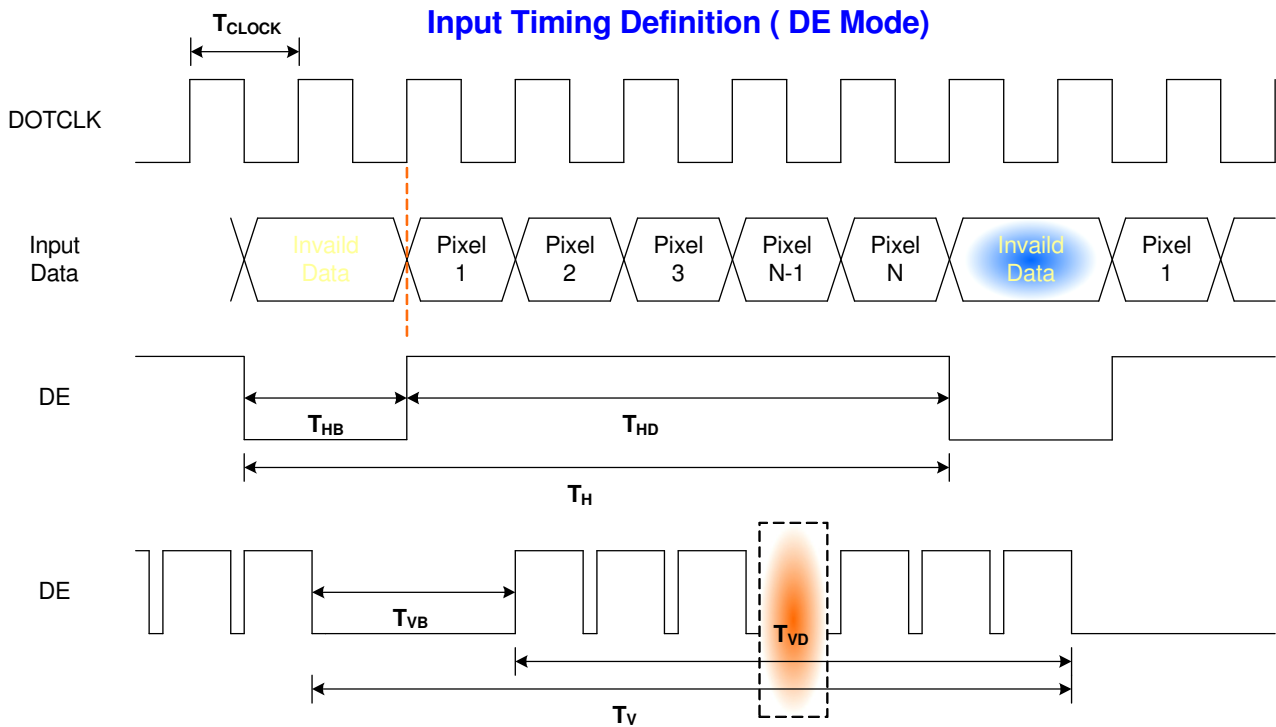 Input Timing Definition ( DE Mode)
TCLOCK
DOTCLK
Input
Data
Invaild
Data
Pixel
1
Pixel
2
Pixel
3
Pixel
N-1
Pixel
N
Invaild
Data
Pixel
1
DE
THB
THD
TH
DE
TVB
TVD
TV